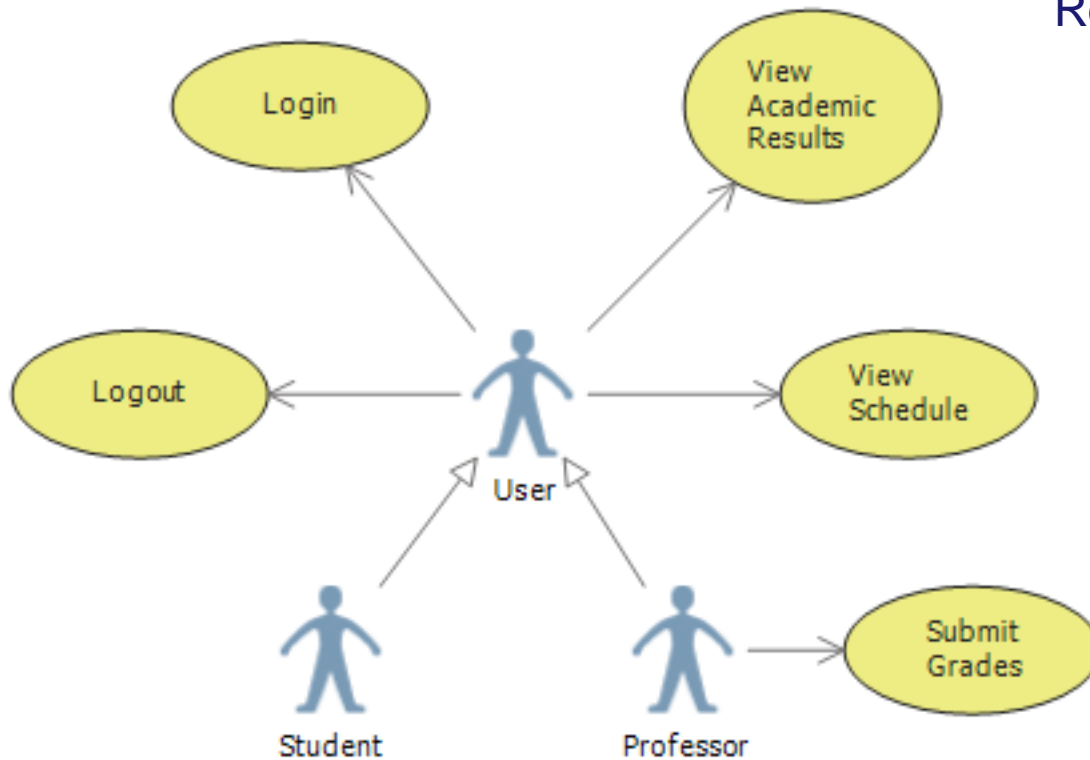 Login
View
Academic
Results
Logout
View
Schedule
User
Submit
Grades
Student
Professor